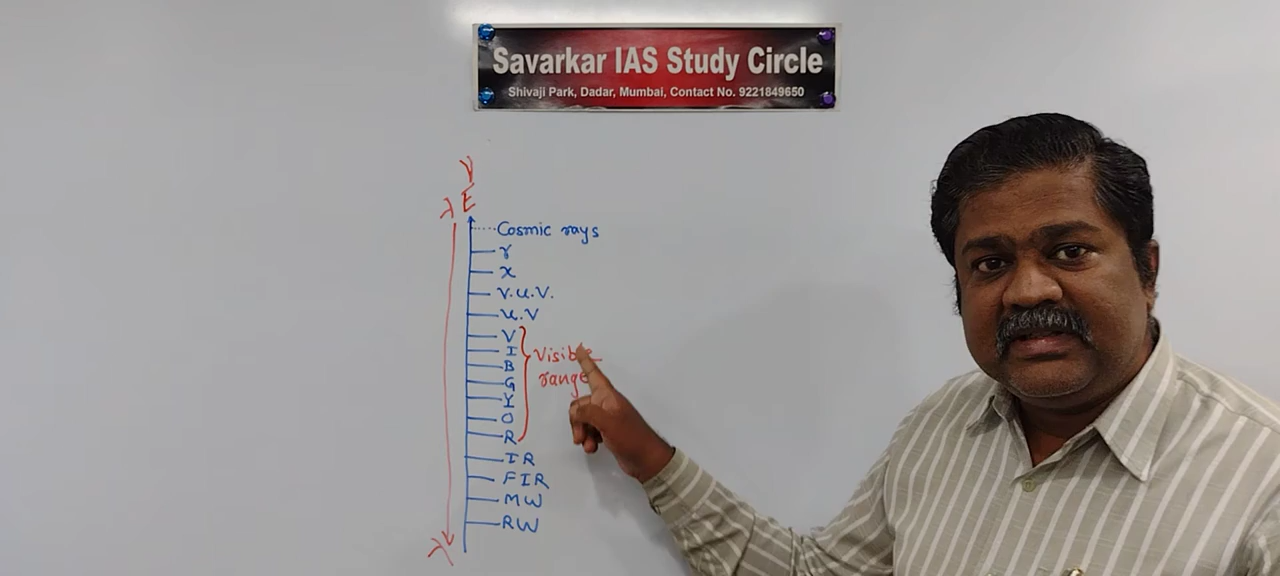 Savarkar IAS Study Circle
Shivaji Park, Dadar, Mumbai, Contact No. 9221849650
ν
λ E
Cosmic rays
γ
x
V.U.V.
U.V
V
I
Visible
B
range
G
Y
O
R
IR
FIR
MW
RW
λ